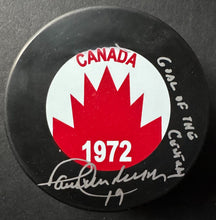 CANADA
1972
GOAL OF THE
CENTURY
Paul Henderson
19